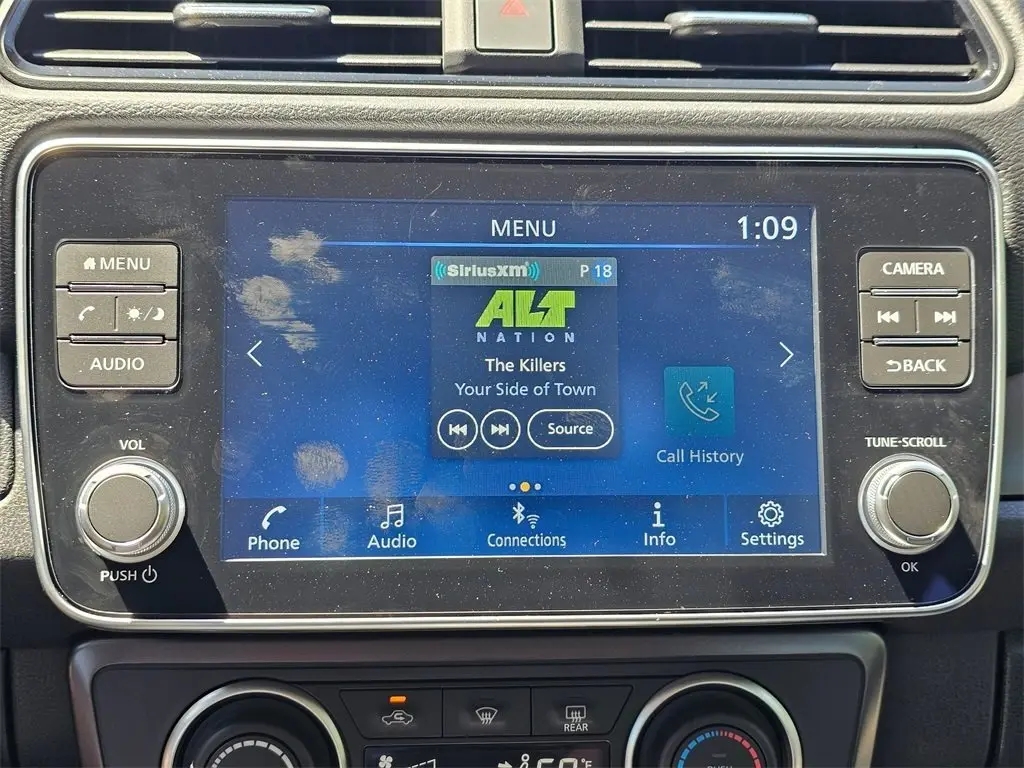 MENU
1:09
MENU
AUDIO
VOL
PUSH
((SiriusXm))
P 18
ALT
NATION
The Killers
Your Side of Town
Source
Call History
Phone
Audio
Connections
Info
Settings
CAMERA
BACK
TUNE·SCROLL
OK
REAR
°F